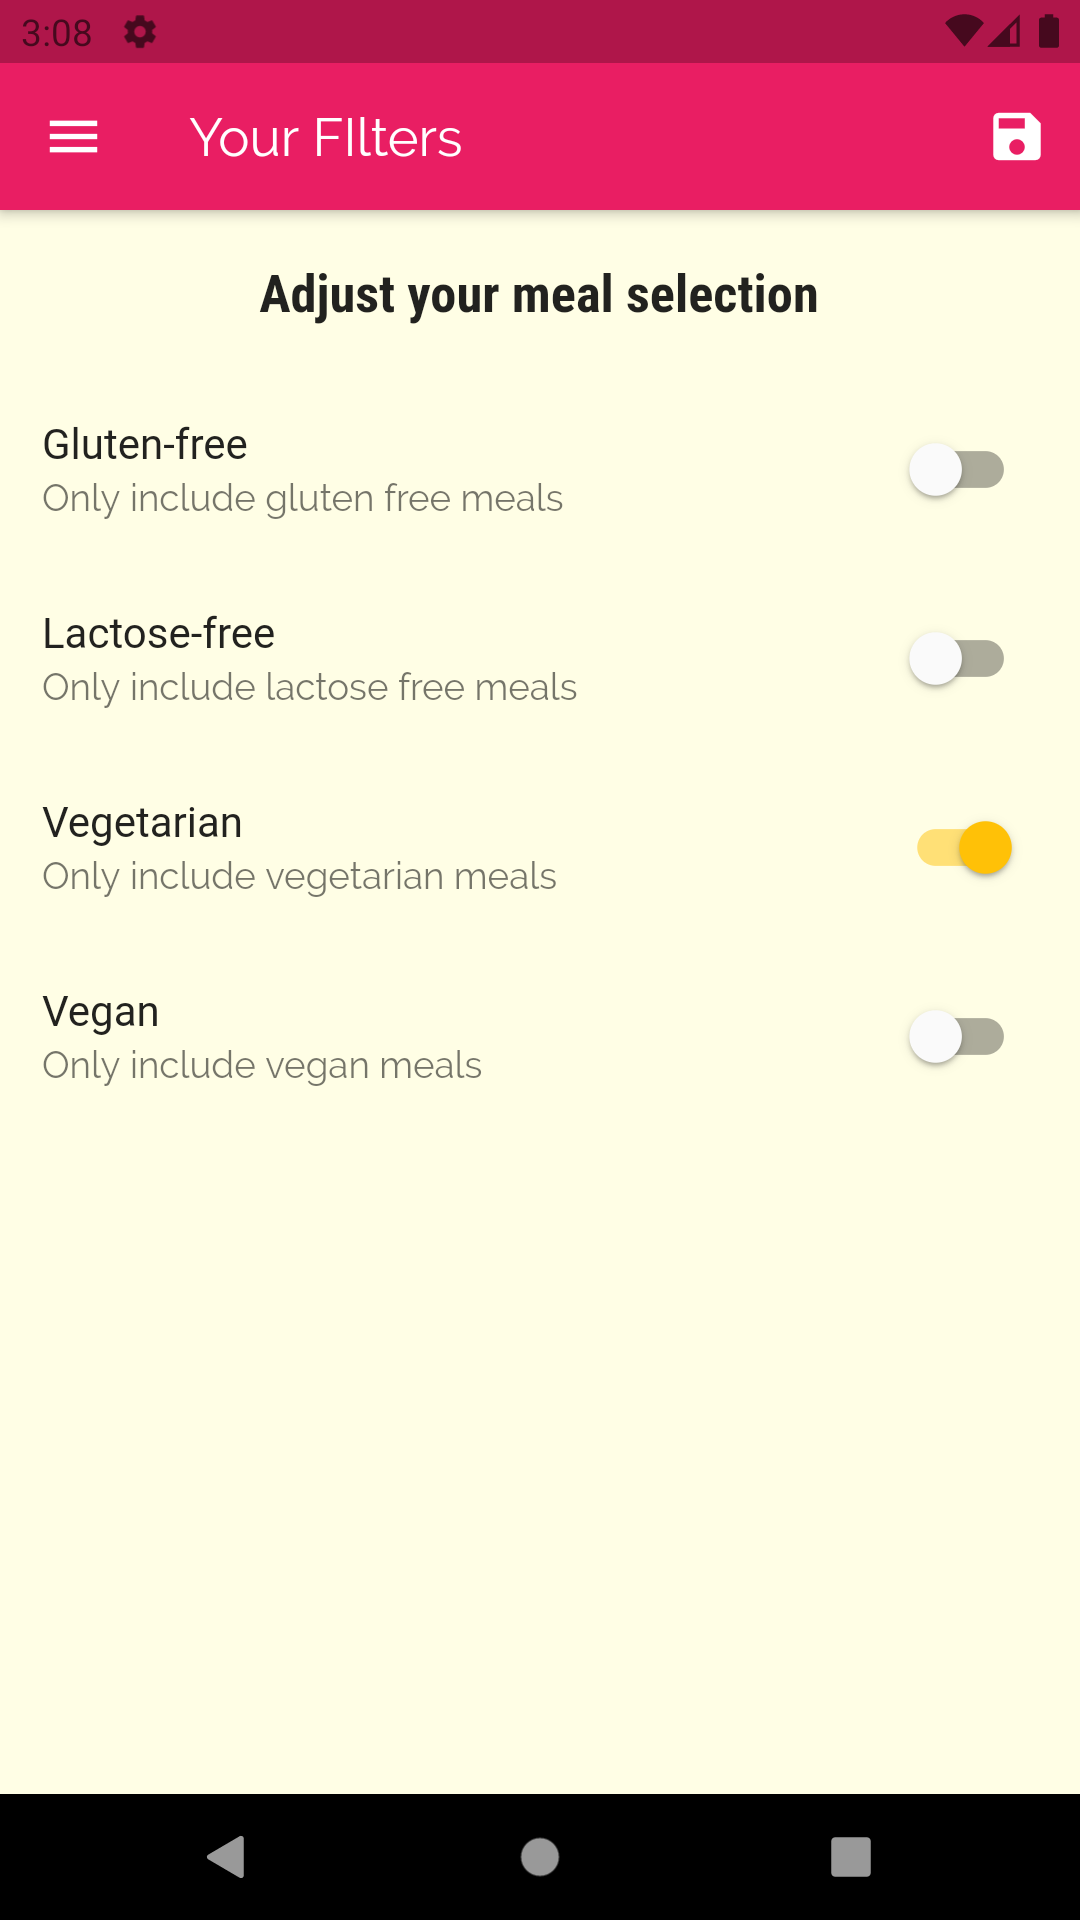 3:08
Your FIlters
Adjust your meal selection
Gluten-free
Only include gluten free meals
Lactose-free
Only include lactose free meals
Vegetarian
Only include vegetarian meals
Vegan
Only include vegan meals